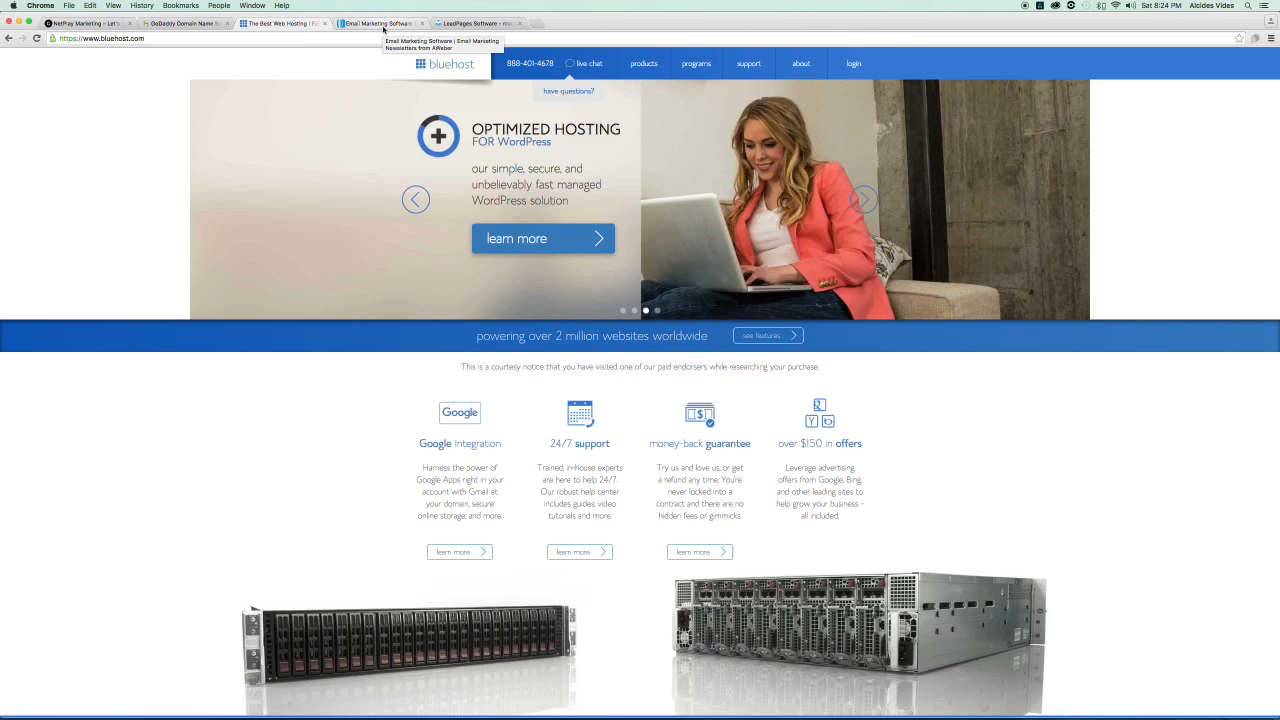 Chrome File Edit View History Bookmarks People Window Help Sat 8:24 PM Alcides Vides
NetPlay Marketing – Let's GoDaddy Domain Name The Best Web Hosting | Fa Email Marketing Software | LeadPages Software – mo
https://www.bluehost.com
Email Marketing Software | Email Marketing
Newsletters from AWeber
bluehost 888-401-4678 live chat products programs support about login
have questions?
OPTIMIZED HOSTING
FOR WordPress
our simple, secure, and
unbelievably fast managed
WordPress solution
learn more
powering over 2 million websites worldwide see features
This is a courtesy notice that you have visited one of our paid endorsers while researching your purchase.
Google
Google Integration
Harness the power of
Google Apps right in your
account with Gmail at
your domain, secure
online storage, and more.
learn more
24/7 support
Trained, in-house experts
are here to help 24/7.
Our robust help center
includes guides, video
tutorials and more.
learn more
money-back guarantee
Try us and love us, or get
a refund any time. You're
never locked into a
contract and there are no
hidden fees or gimmicks.
learn more
over $150 in offers
Leverage advertising
offers from Google, Bing,
and other leading sites to
help grow your business –
all included.